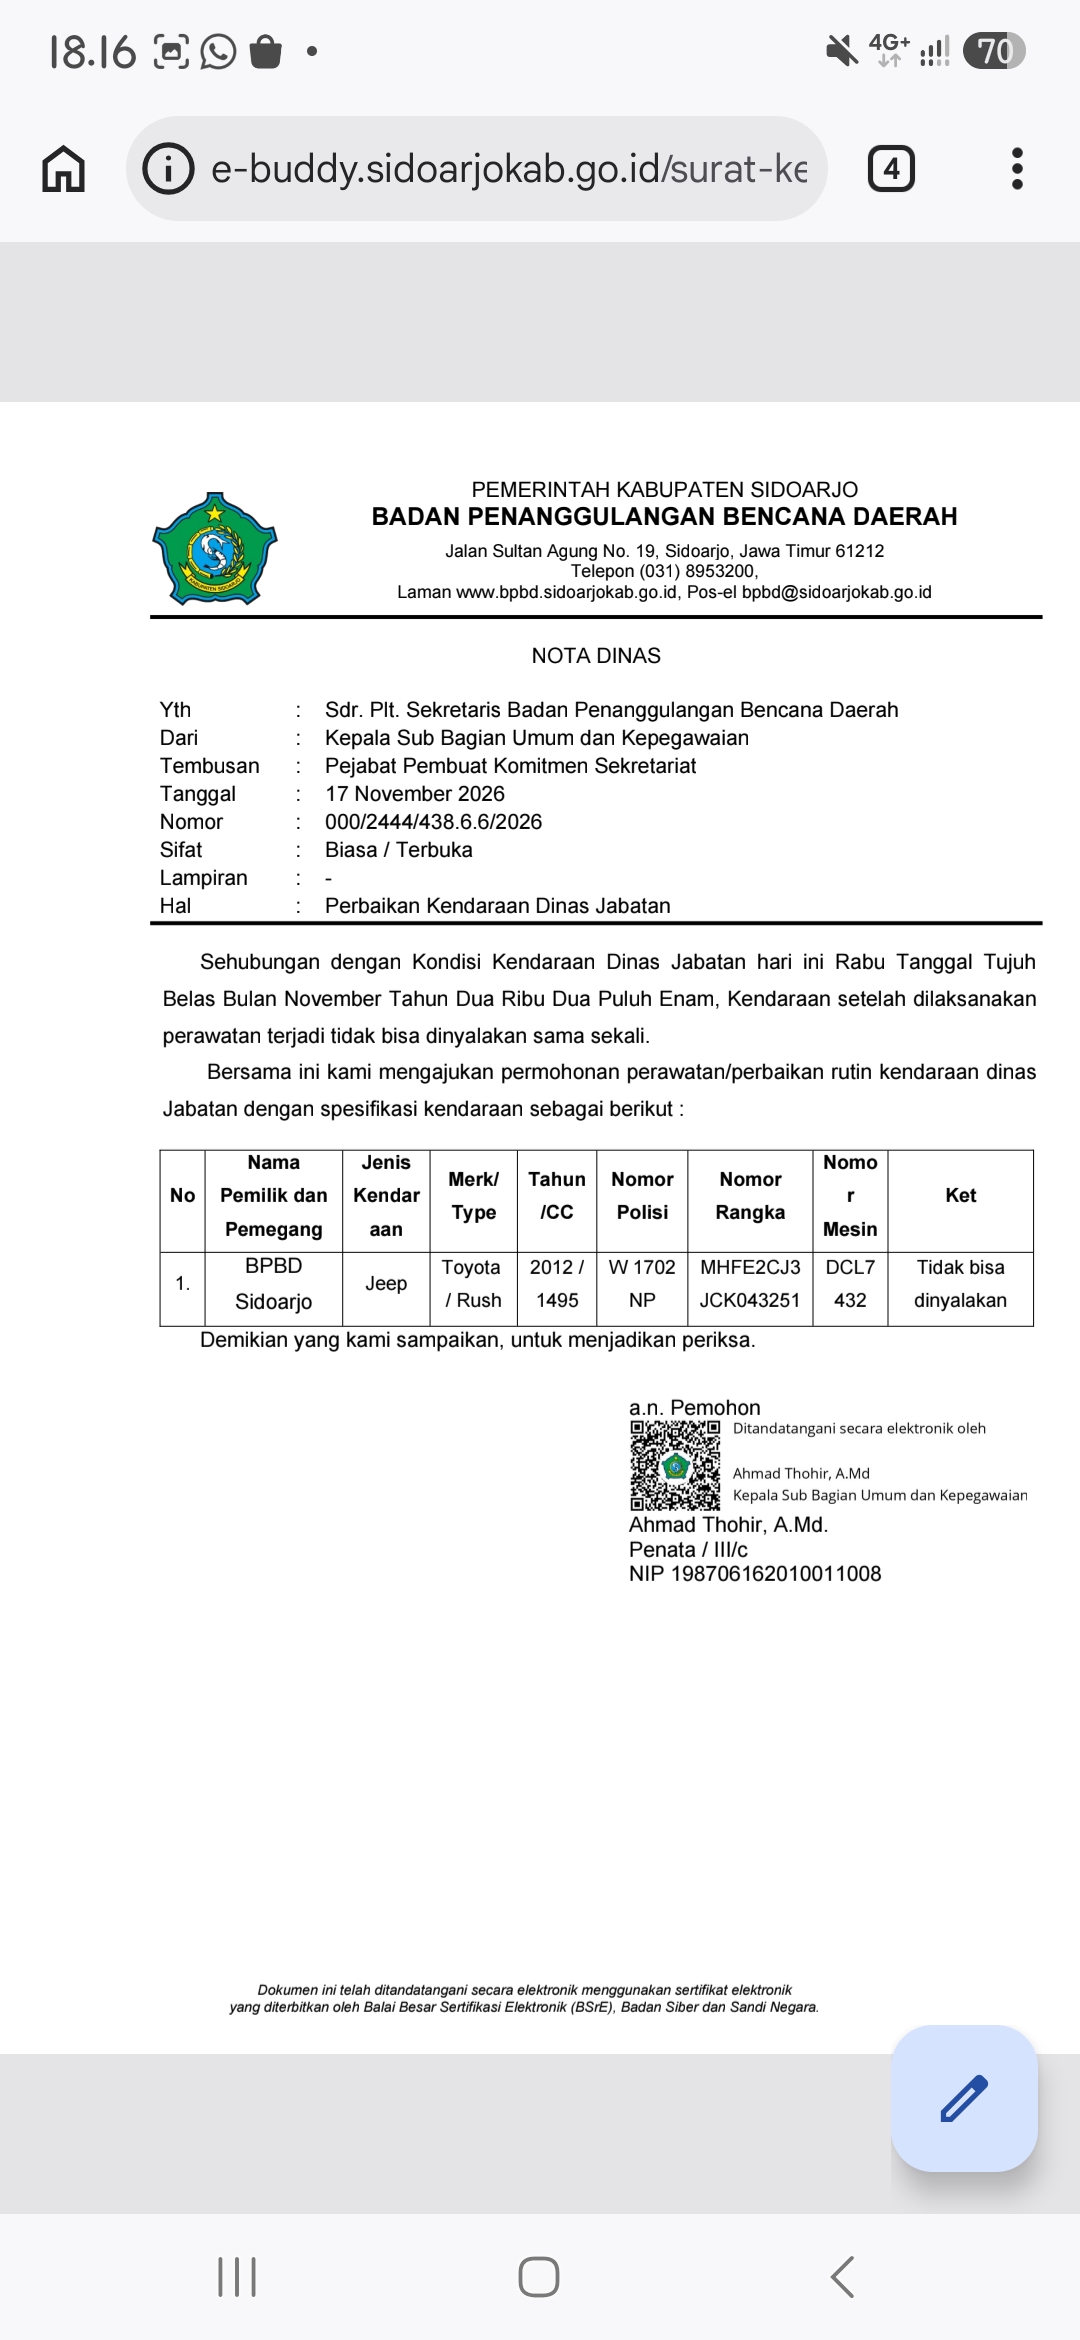 18.16
4G+
70
e-buddy.sidoarjokab.go.id/surat-ke
4
PEMERINTAH KABUPATEN SIDOARJO
BADAN PENANGGULANGAN BENCANA DAERAH
Jalan Sultan Agung No. 19, Sidoarjo, Jawa Timur 61212
Telepon (031) 8953200,
Laman www.bpbd.sidoarjokab.go.id, Pos-el bpbd@sidoarjokab.go.id
KABUPATEN SIDOARJO
NOTA DINAS
Yth : Sdr. Plt. Sekretaris Badan Penanggulangan Bencana Daerah
Dari : Kepala Sub Bagian Umum dan Kepegawaian
Tembusan : Pejabat Pembuat Komitmen Sekretariat
Tanggal : 17 November 2026
Nomor : 000/2444/438.6.6/2026
Sifat : Biasa / Terbuka
Lampiran : -
Hal : Perbaikan Kendaraan Dinas Jabatan
Sehubungan dengan Kondisi Kendaraan Dinas Jabatan hari ini Rabu Tanggal Tujuh
Belas Bulan November Tahun Dua Ribu Dua Puluh Enam, Kendaraan setelah dilaksanakan
perawatan terjadi tidak bisa dinyalakan sama sekali.
Bersama ini kami mengajukan permohonan perawatan/perbaikan rutin kendaraan dinas
Jabatan dengan spesifikasi kendaraan sebagai berikut :
No
Nama
Pemilik dan
Pemegang
Jenis
Kendar
aan
Merk/
Type
Tahun
/CC
Nomor
Polisi
Nomor
Rangka
Nomo
r
Mesin
Ket
1.
BPBD
Sidoarjo
Jeep
Toyota
/ Rush
2012 /
1495
W 1702
NP
MHFE2CJ3
JCK043251
DCL7
432
Tidak bisa
dinyalakan
Demikian yang kami sampaikan, untuk menjadikan periksa.
a.n. Pemohon
Ditandatangani secara elektronik oleh
Ahmad Thohir, A.Md
Kepala Sub Bagian Umum dan Kepegawaian
Ahmad Thohir, A.Md.
Penata / III/c
NIP 198706162010011008
Dokumen ini telah ditandatangani secara elektronik menggunakan sertifikat elektronik
yang diterbitkan oleh Balai Besar Sertifikasi Elektronik (BSrE), Badan Siber dan Sandi Negara.